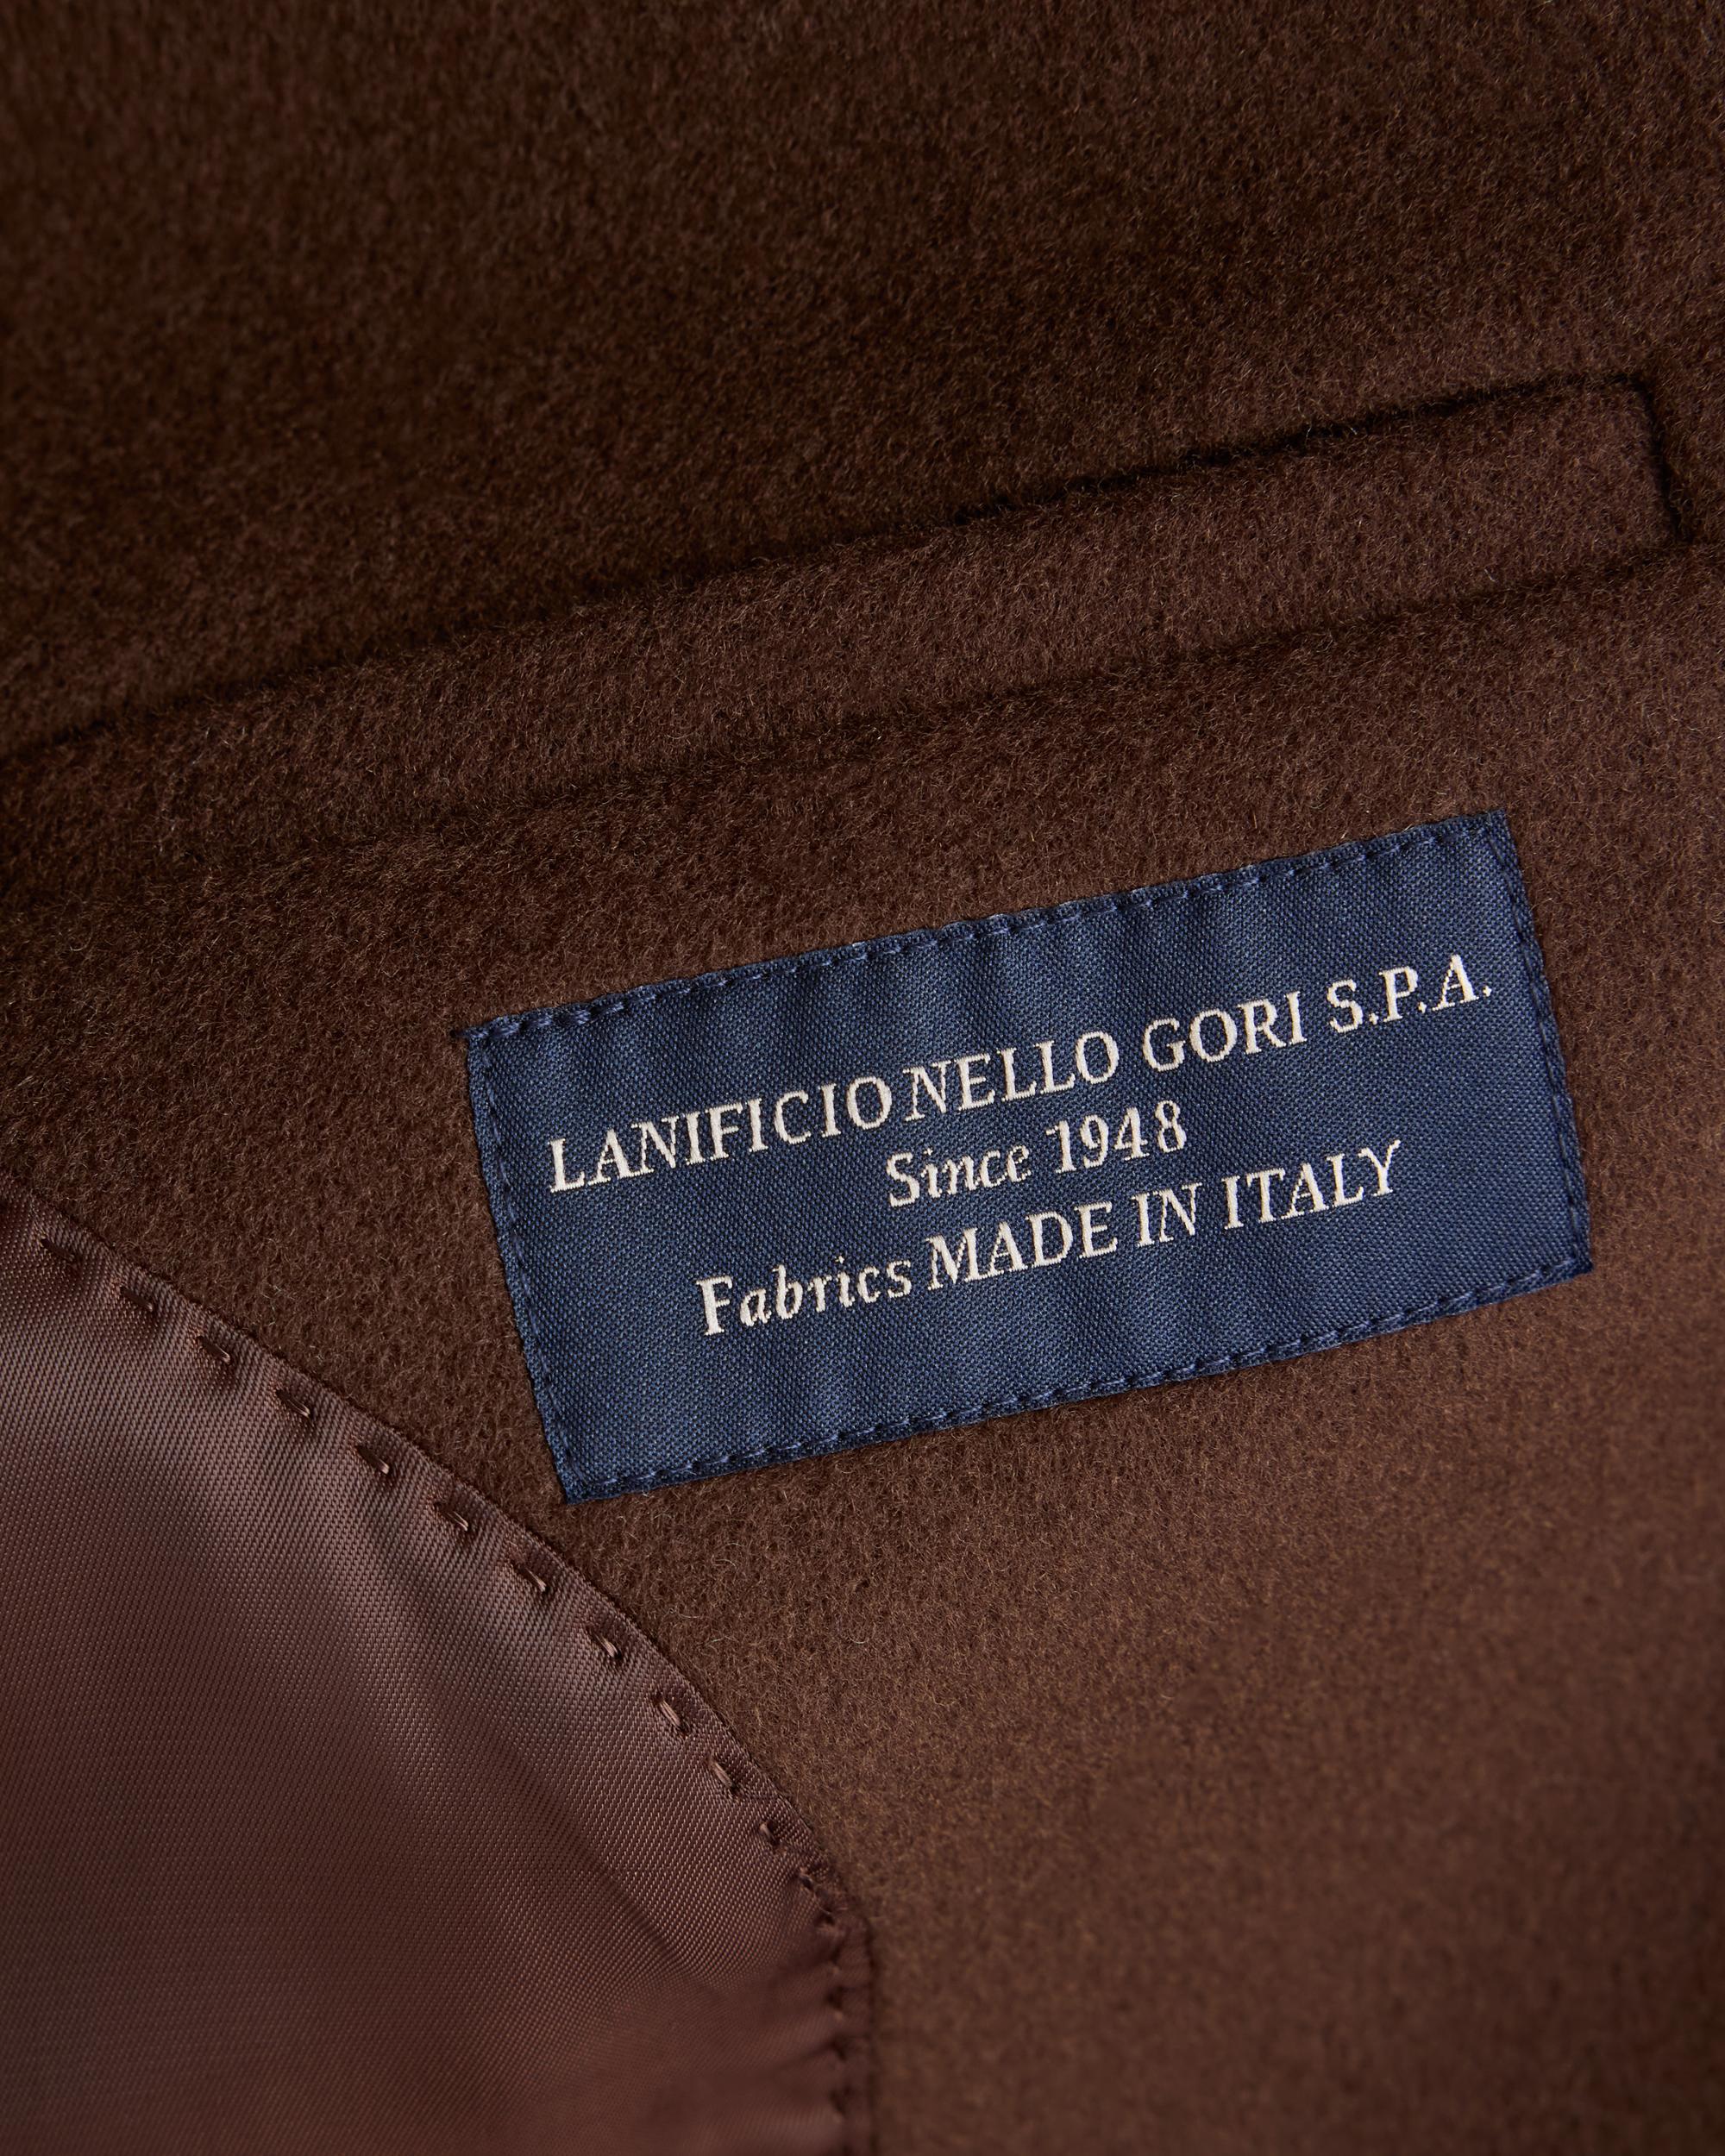 LANIFICIO NELLO GORI S.P.A.
Since 1948
Fabrics MADE IN ITALY